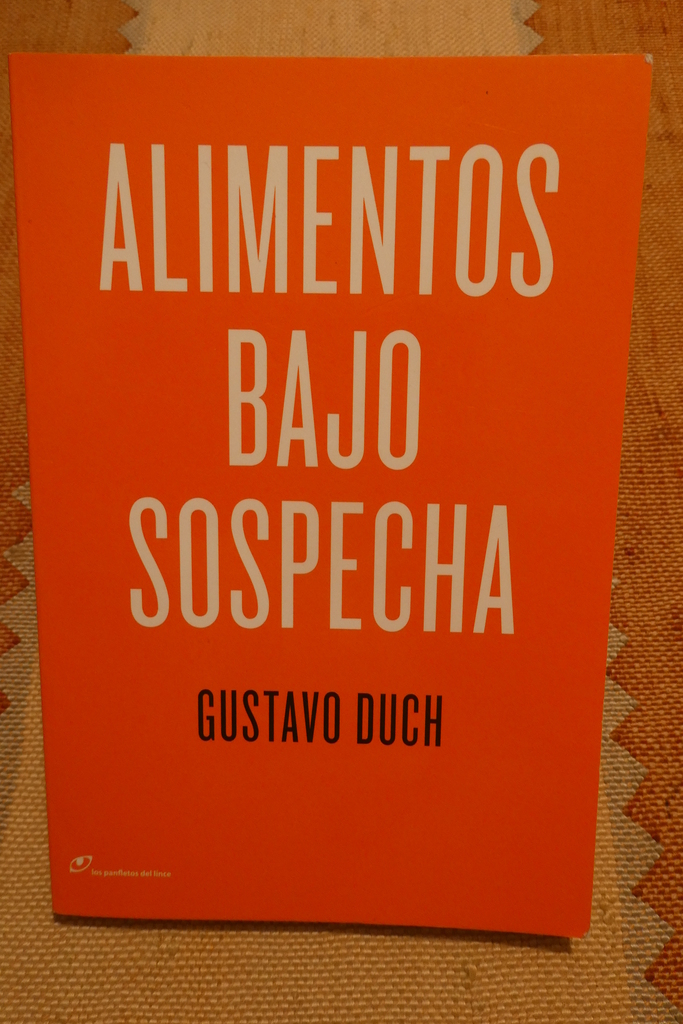 ALIMENTOS
BAJO
SOSPECHA
GUSTAVO DUCH
los panfletos del lince